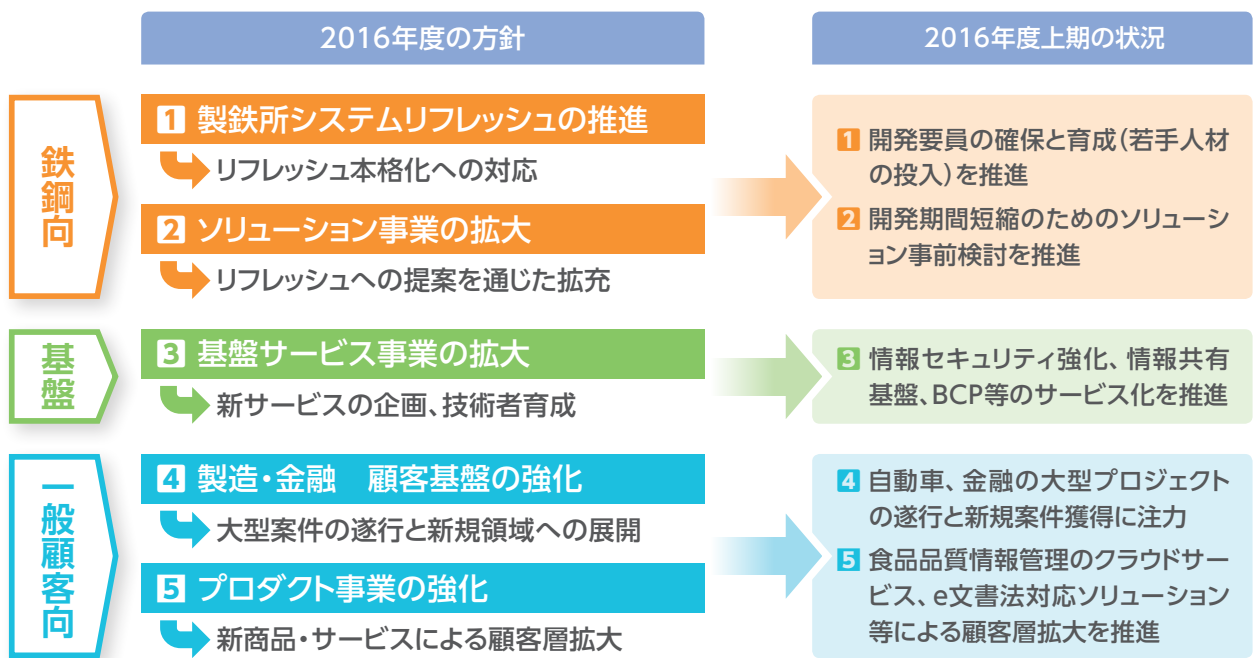 2016年度の方針
2016年度上期の状況
鉄鋼向
1 製鉄所システムリフレッシュの推進
リフレッシュ本格化への対応
2 ソリューション事業の拡大
リフレッシュへの提案を通じた拡充
1 開発要員の確保と育成(若手人材
の投入)を推進
2 開発期間短縮のためのソリューシ
ョン事前検討を推進
基盤
3 基盤サービス事業の拡大
新サービスの企画、技術者育成
3 情報セキュリティ強化、情報共有
基盤、BCP等のサービス化を推進
一般顧客向
4 製造・金融　顧客基盤の強化
大型案件の遂行と新規領域への展開
5 プロダクト事業の強化
新商品・サービスによる顧客層拡大
4 自動車、金融の大型プロジェクト
の遂行と新規案件獲得に注力
5 食品品質情報管理のクラウドサー
ビス、e文書法対応ソリューション
等による顧客層拡大を推進